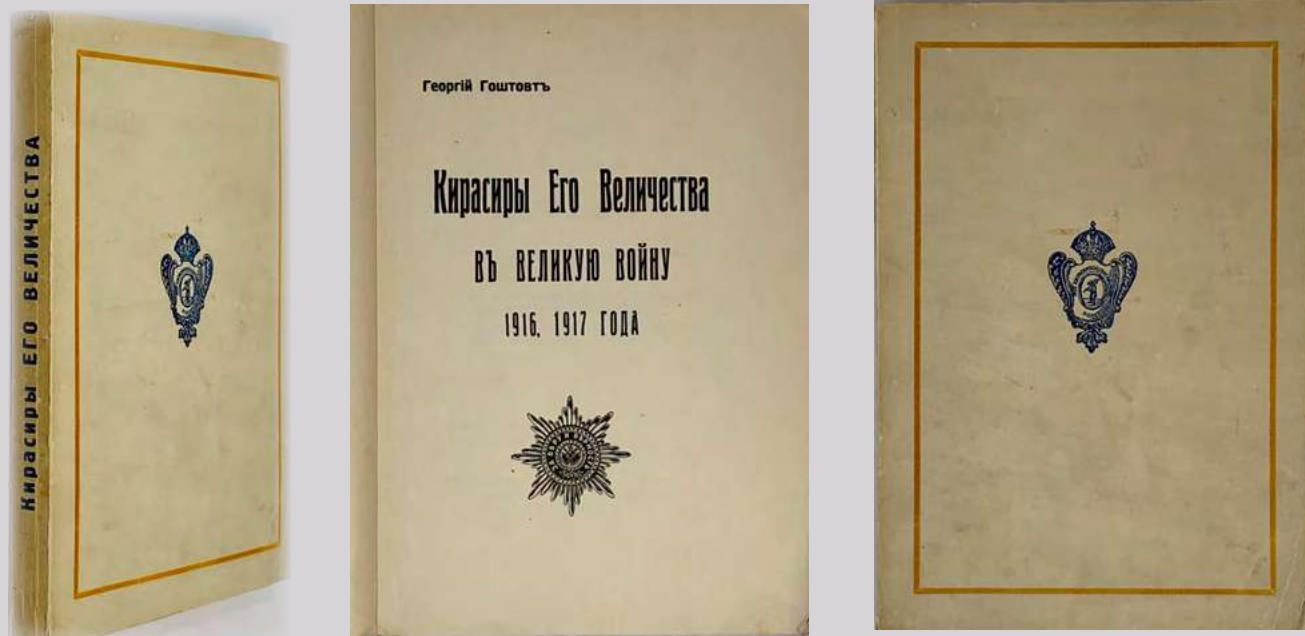 Кирасиры ЕГО ВЕЛИЧЕСТВА
Георгій Гоштовтъ
Кирасиры Его Величества
ВЪ ВЕЛИКУЮ ВОЙНУ
1916, 1917 ГОДА